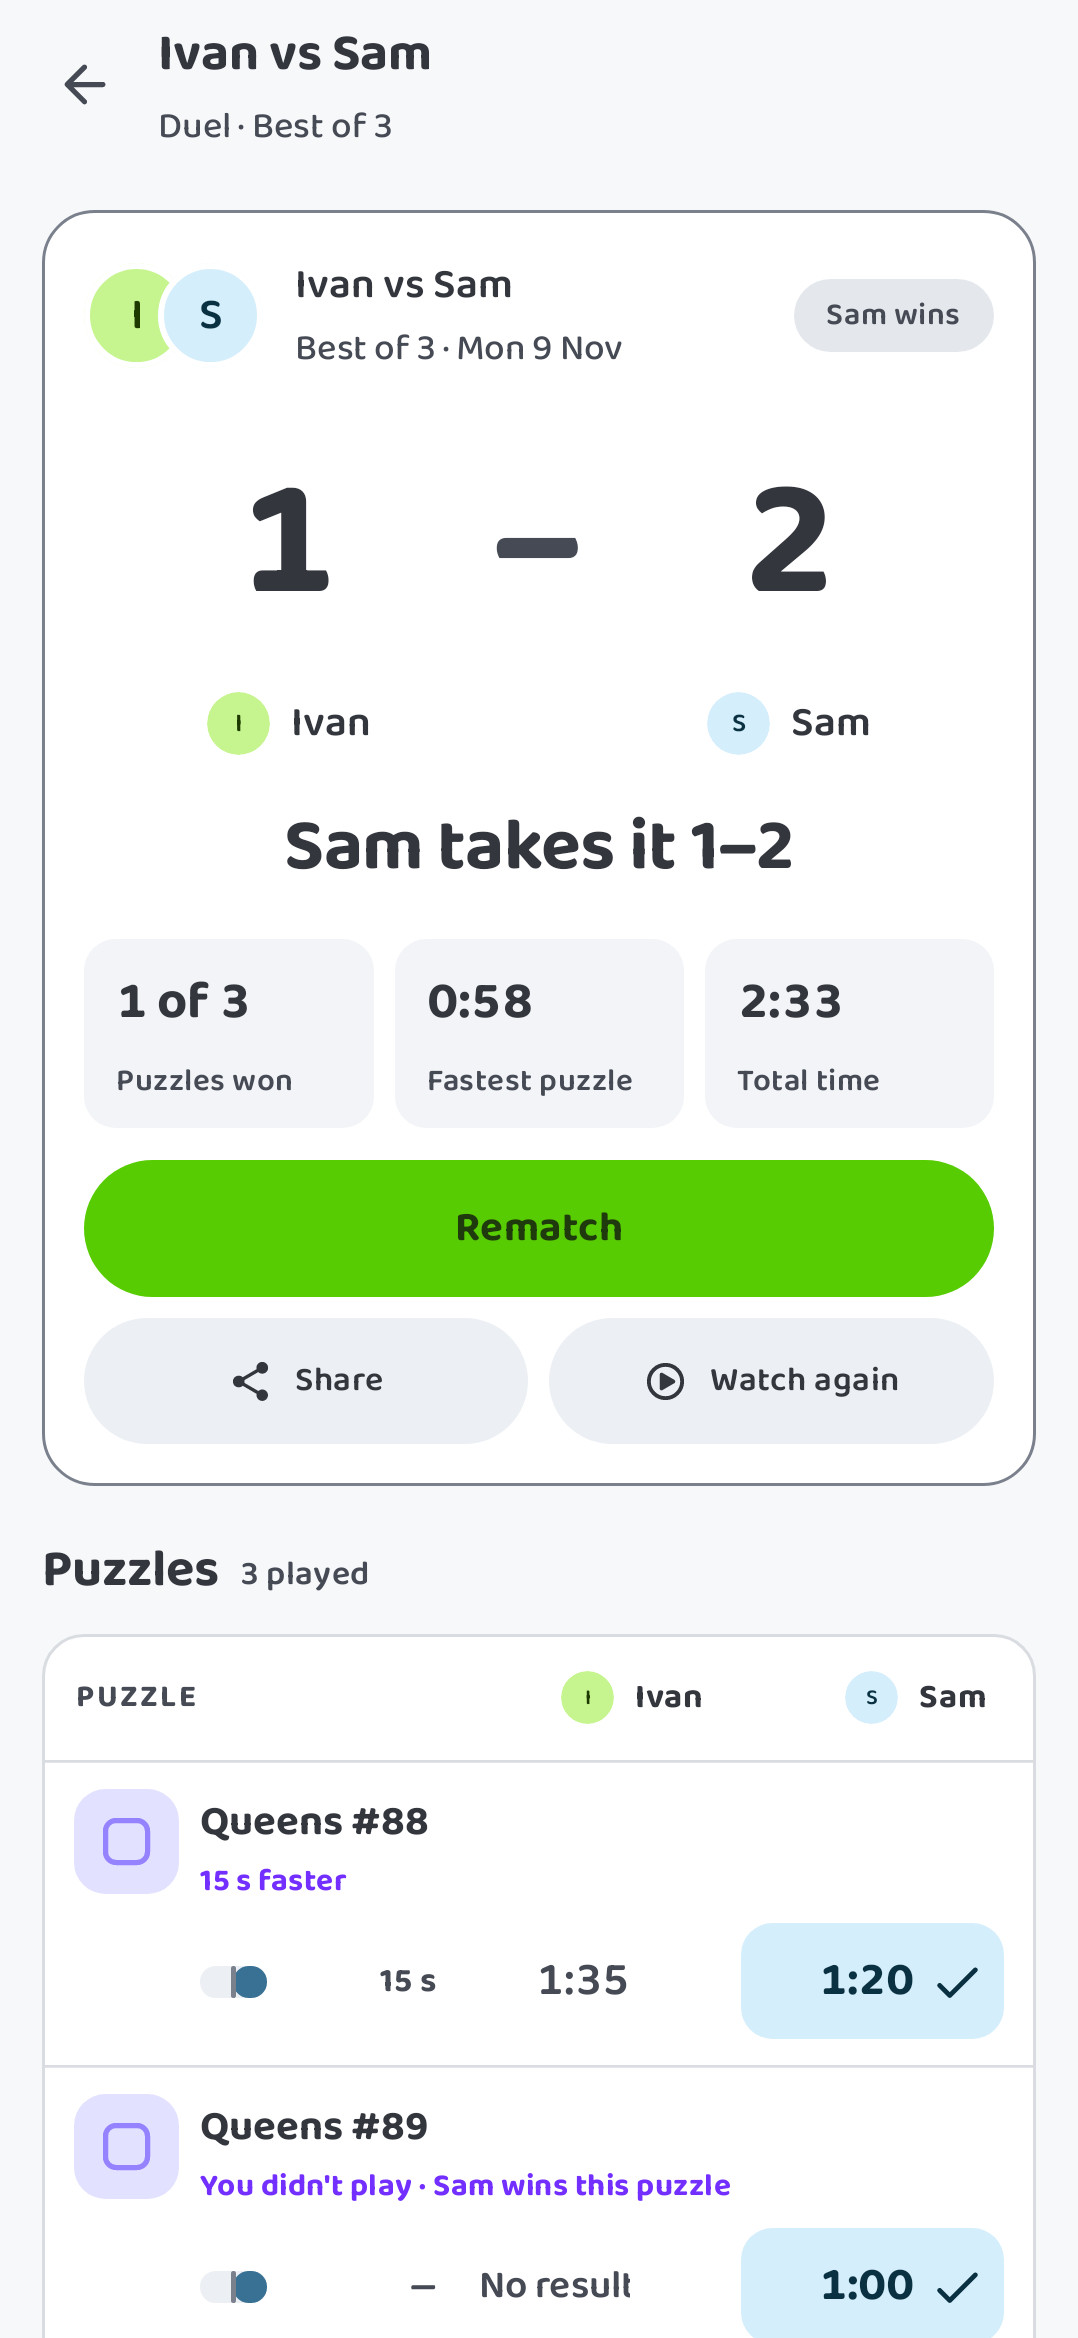 Ivan vs Sam
Duel · Best of 3
I S
Ivan vs Sam
Best of 3 · Mon 9 Nov
Sam wins
1 – 2
I Ivan
S Sam
Sam takes it 1–2
1 of 3
Puzzles won
0:58
Fastest puzzle
2:33
Total time
Rematch
Share
Watch again
Puzzles 3 played
PUZZLE I Ivan S Sam
Queens #88
15 s faster
15 s 1:35 1:20
Queens #89
You didn't play · Sam wins this puzzle
– No result 1:00